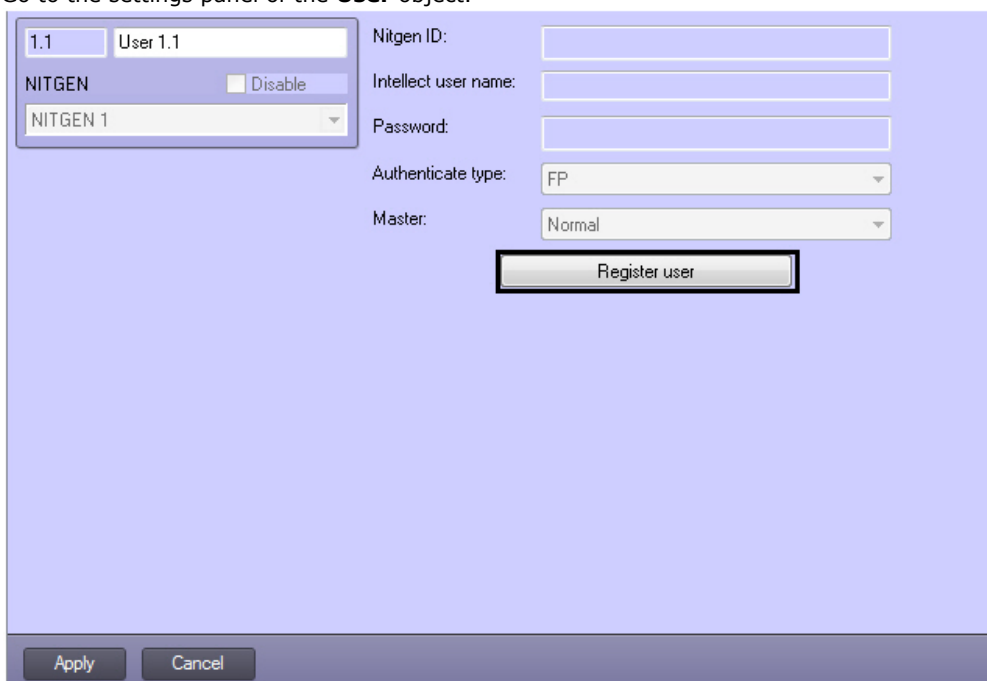 Go to the settings panel of the User object.
1.1 User 1.1
NITGEN Disable
NITGEN 1
Nitgen ID:
Intellect user name:
Password:
Authenticate type: FP
Master: Normal
Register user
Apply Cancel